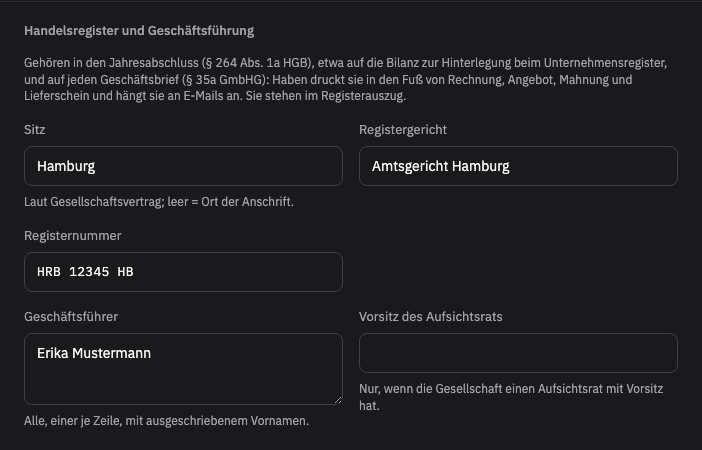 Handelsregister und Geschäftsführung
Gehören in den Jahresabschluss (§ 264 Abs. 1a HGB), etwa auf die Bilanz zur Hinterlegung beim Unternehmensregister,
und auf jeden Geschäftsbrief (§ 35a GmbHG): Haben druckt sie in den Fuß von Rechnung, Angebot, Mahnung und
Lieferschein und hängt sie an E-Mails an. Sie stehen im Registerauszug.
Sitz
Registergericht
Hamburg
Amtsgericht Hamburg
Laut Gesellschaftsvertrag; leer = Ort der Anschrift.
Registernummer
HRB 12345 HB
Geschäftsführer
Vorsitz des Aufsichtsrats
Erika Mustermann
Nur, wenn die Gesellschaft einen Aufsichtsrat mit Vorsitz
hat.
Alle, einer je Zeile, mit ausgeschriebenem Vornamen.